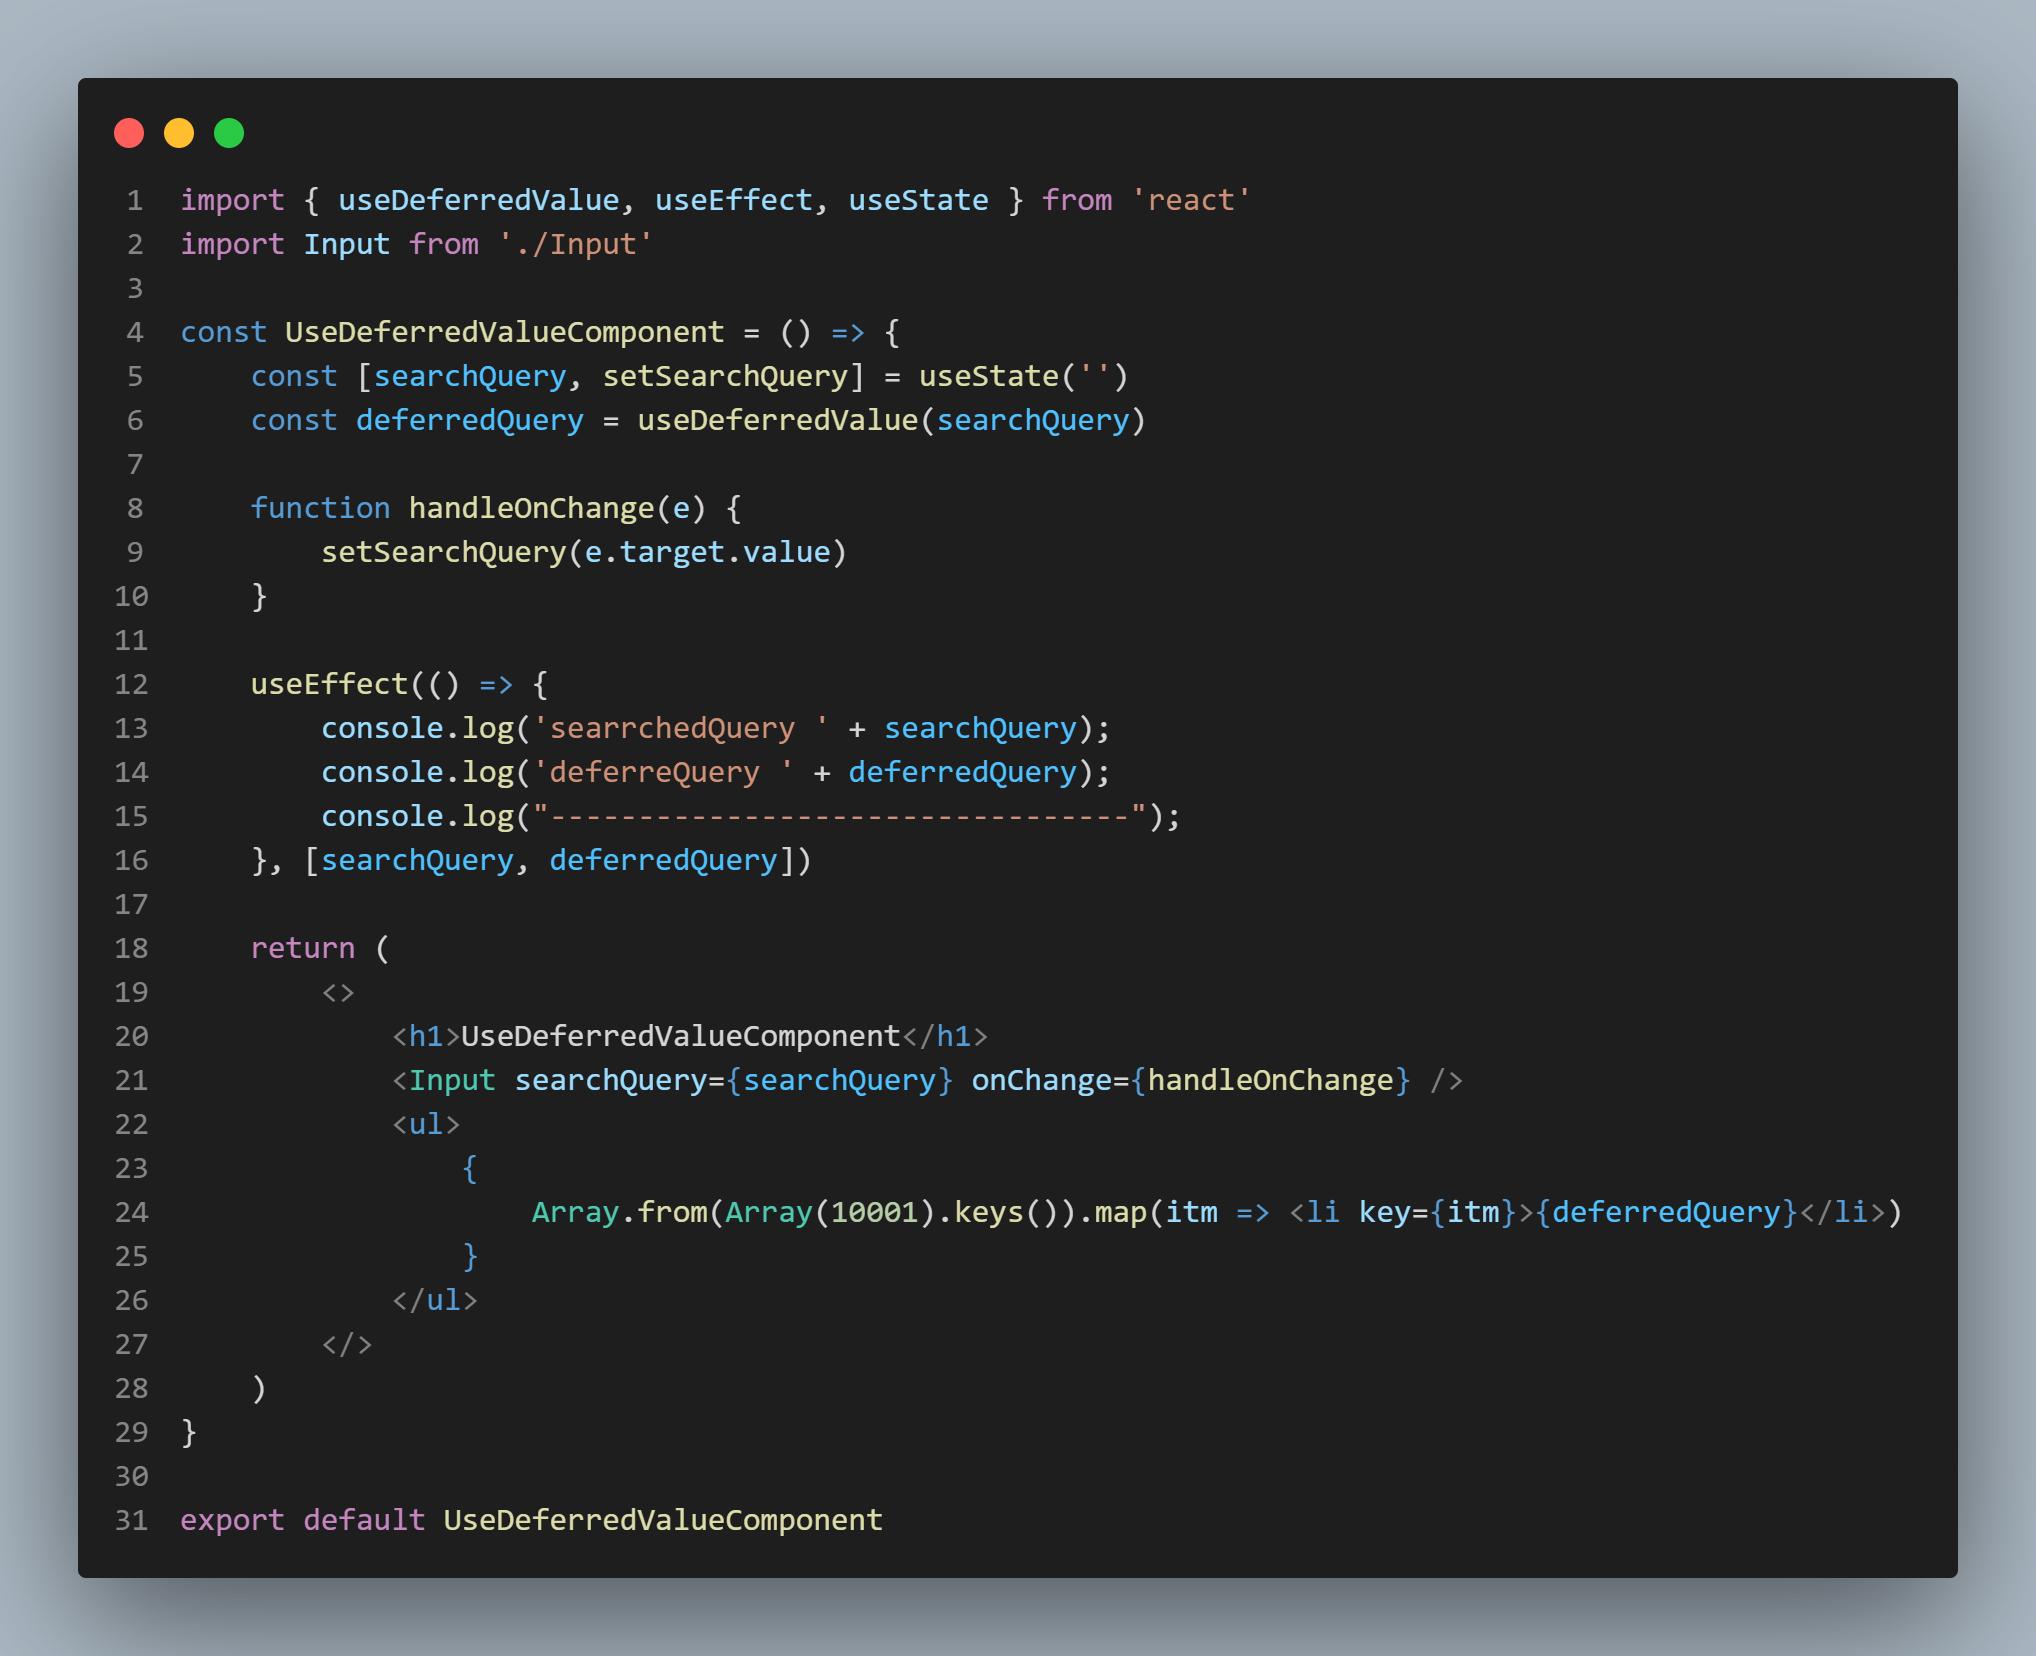 1 import { useDeferredValue, useEffect, useState } from 'react'
2 import Input from './Input'
3
4 const UseDeferredValueComponent = () => {
5     const [searchQuery, setSearchQuery] = useState('')
6     const deferredQuery = useDeferredValue(searchQuery)
7
8     function handleOnChange(e) {
9         setSearchQuery(e.target.value)
10     }
11
12     useEffect(() => {
13         console.log('searrchedQuery ' + searchQuery);
14         console.log('deferreQuery ' + deferredQuery);
15         console.log("---------------------------------");
16     }, [searchQuery, deferredQuery])
17
18     return (
19         <>
20             <h1>UseDeferredValueComponent</h1>
21             <Input searchQuery={searchQuery} onChange={handleOnChange} />
22             <ul>
23                 {
24                     Array.from(Array(10001).keys()).map(itm => <li key={itm}>{deferredQuery}</li>)
25                 }
26             </ul>
27         </>
28     )
29 }
30
31 export default UseDeferredValueComponent